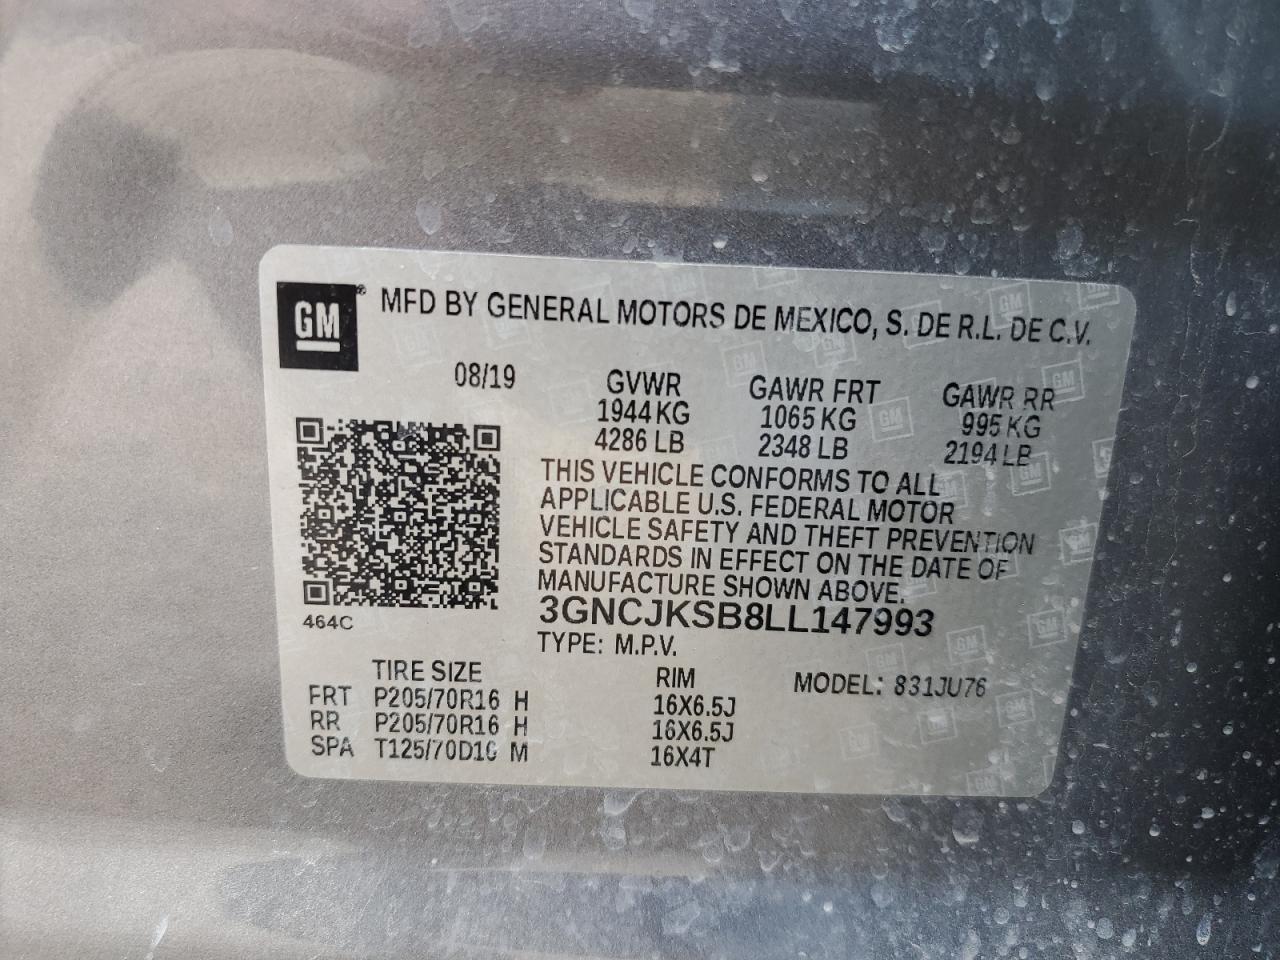 GM ® MFD BY GENERAL MOTORS DE MEXICO, S. DE R.L. DE C.V.
08/19 GVWR GAWR FRT GAWR RR
1944 KG 1065 KG 995 KG
4286 LB 2348 LB 2194 LB
THIS VEHICLE CONFORMS TO ALL
APPLICABLE U.S. FEDERAL MOTOR
VEHICLE SAFETY AND THEFT PREVENTION
STANDARDS IN EFFECT ON THE DATE OF
MANUFACTURE SHOWN ABOVE.
464C 3GNCJKSB8LL147993
TYPE: M.P.V.
TIRE SIZE RIM MODEL: 831JU76
FRT P205/70R16 H 16X6.5J
RR P205/70R16 H 16X6.5J
SPA T125/70D16 M 16X4T